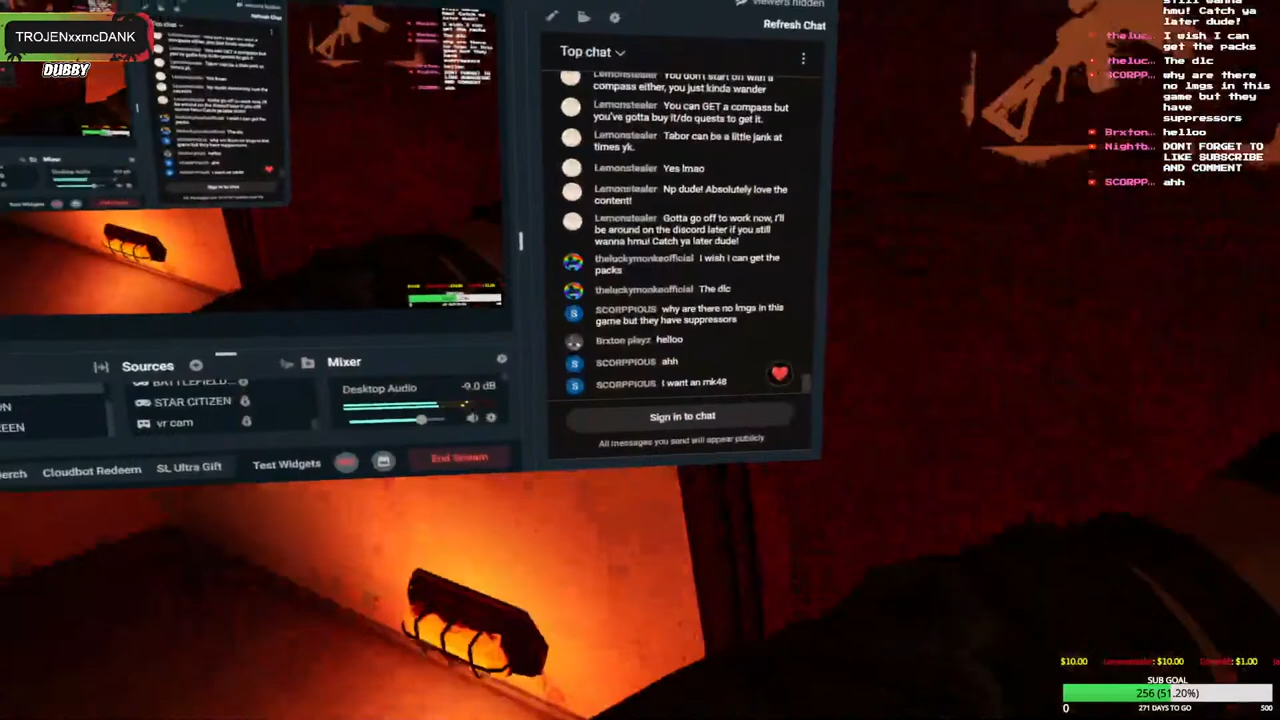 TROJENxxmcDANK
DUBBY
Refresh Chat
Top chat
Lemonstealer You don't start off with a
compass either, you just kinda wander
Lemonstealer You can GET a compass but
you've gotta buy it/do quests to get it.
Lemonstealer Tabor can be a little jank at
times yk.
Lemonstealer Yes lmao
Lemonstealer Np dude! Absolutely love the
content!
Lemonstealer Gotta go off to work now, I'll
be around on the discord later if you still
wanna hmu! Catch ya later dude!
theluckymonkeofficial I wish I can get the
packs
theluckymonkeofficial The dlc
SCORPPIOUS why are there no lmgs in this
game but they have suppressors
Brxton playz helloo
SCORPPIOUS ahh
SCORPPIOUS I want an mk48
Sign in to chat
All messages you send will appear publicly
Sources
Mixer
BATTLEFIELD...
STAR CITIZEN
vr cam
Desktop Audio -9.0 dB
Cloudbot Redeem
SL Ultra Gift
Test Widgets
End Stream
hmu! Catch ya
later dude!
theluc... I wish I can
get the packs
theluc... The dlc
SCORPP... why are there
no lmgs in this
game but they
have
suppressors
Brxton... helloo
Nightb... DONT FORGET TO
LIKE SUBSCRIBE
AND COMMENT
SCORPP... ahh
$10.00 Lemonstealer: $10.00 : $1.00
SUB GOAL
256 (51.20%)
0 271 DAYS TO GO 500